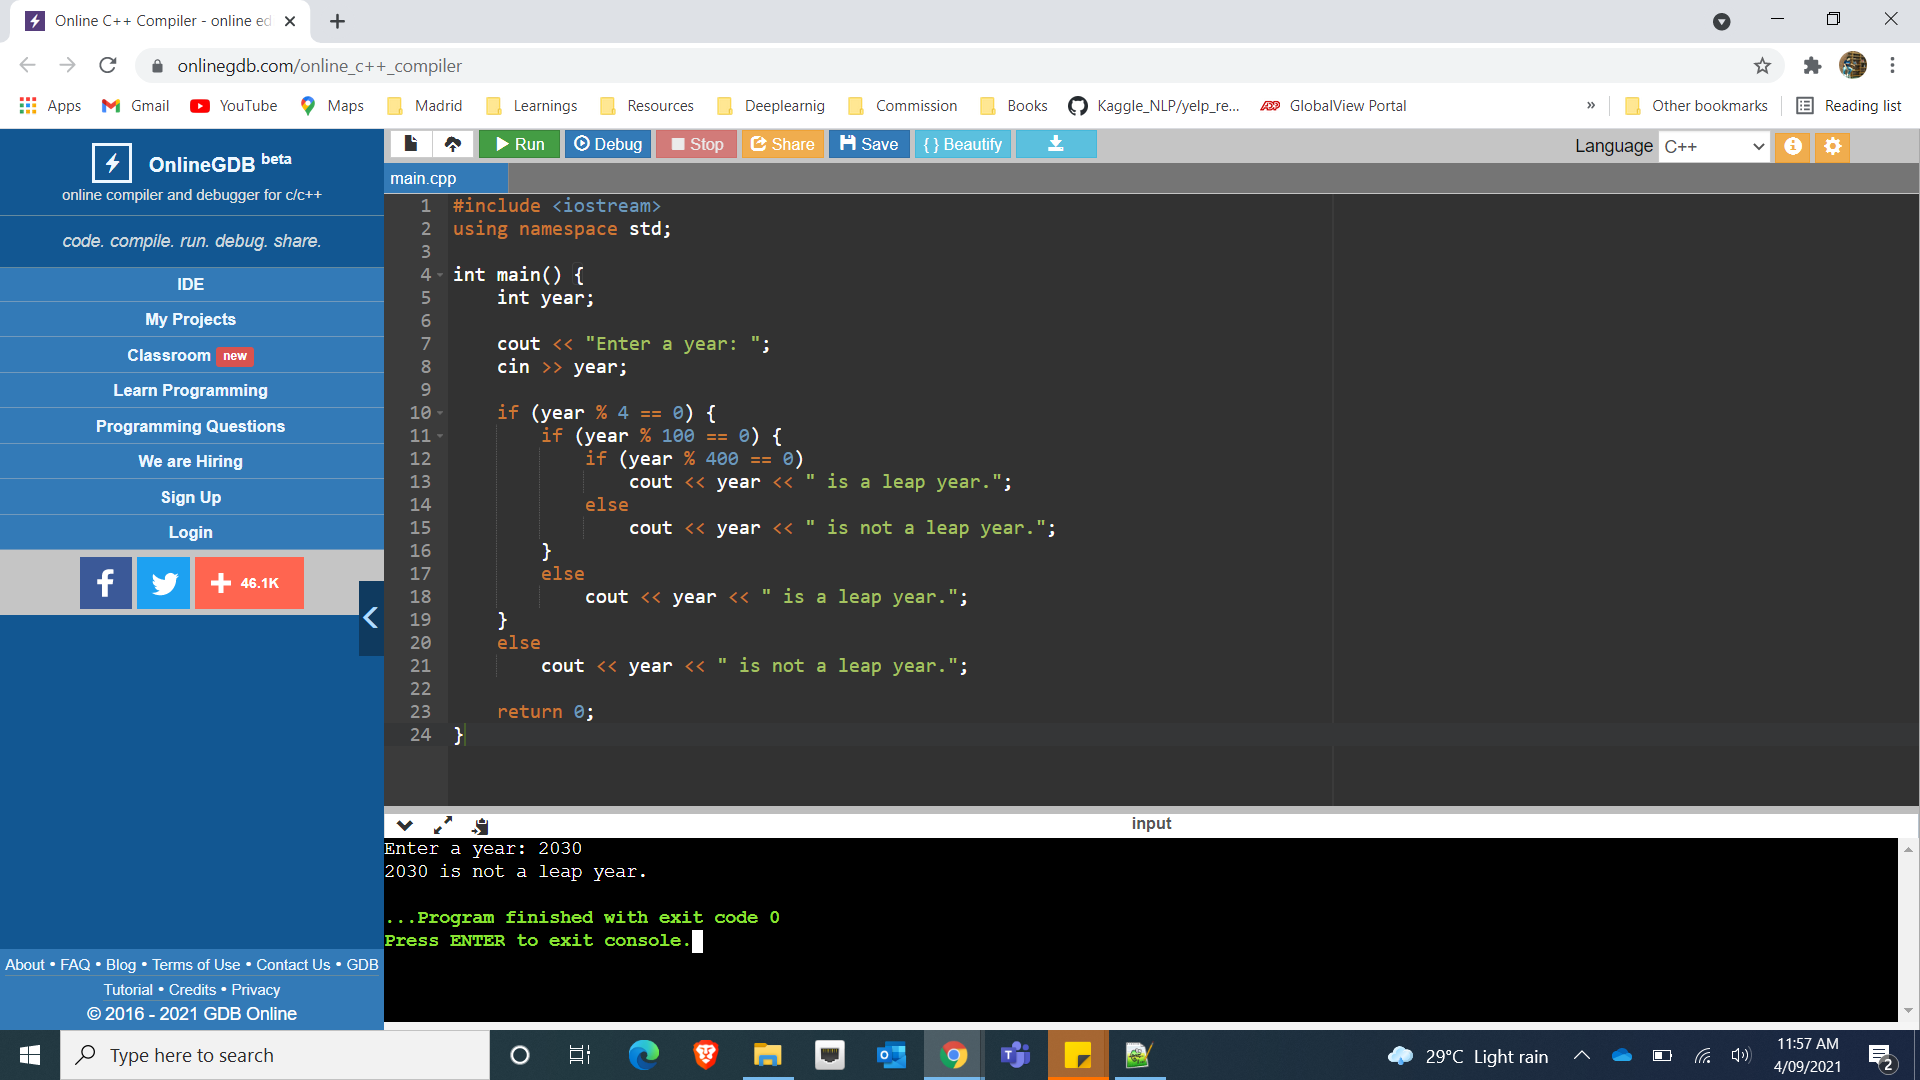 Online C++ Compiler - online ed
onlinegdb.com/online_c++_compiler
Apps Gmail YouTube Maps Madrid Learnings Resources Deeplearnig Commission Books Kaggle_NLP/yelp_re... GlobalView Portal » Other bookmarks Reading list
OnlineGDB beta
online compiler and debugger for c/c++
code. compile. run. debug. share.
IDE
My Projects
Classroom new
Learn Programming
Programming Questions
We are Hiring
Sign Up
Login
46.1K
About • FAQ • Blog • Terms of Use • Contact Us • GDB
Tutorial • Credits • Privacy
© 2016 - 2021 GDB Online
Run Debug Stop Share Save { } Beautify Language C++
main.cpp
1 #include <iostream>
2 using namespace std;
3
4 int main() {
5     int year;
6
7     cout << "Enter a year: ";
8     cin >> year;
9
10     if (year % 4 == 0) {
11         if (year % 100 == 0) {
12             if (year % 400 == 0)
13                 cout << year << " is a leap year.";
14             else
15                 cout << year << " is not a leap year.";
16         }
17         else
18             cout << year << " is a leap year.";
19     }
20     else
21         cout << year << " is not a leap year.";
22
23     return 0;
24 }
input
Enter a year: 2030
2030 is not a leap year.
...Program finished with exit code 0
Press ENTER to exit console.
Type here to search
29°C Light rain
11:57 AM
4/09/2021
2